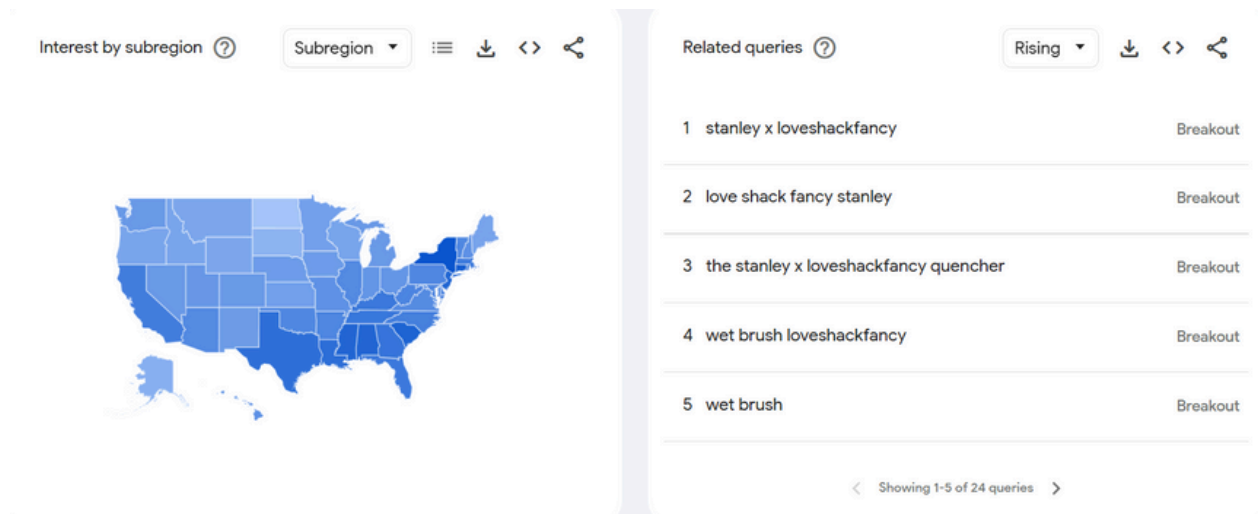 Interest by subregion
Subregion
Related queries
Rising
1 stanley x loveshackfancy Breakout
2 love shack fancy stanley Breakout
3 the stanley x loveshackfancy quencher Breakout
4 wet brush loveshackfancy Breakout
5 wet brush Breakout
Showing 1-5 of 24 queries